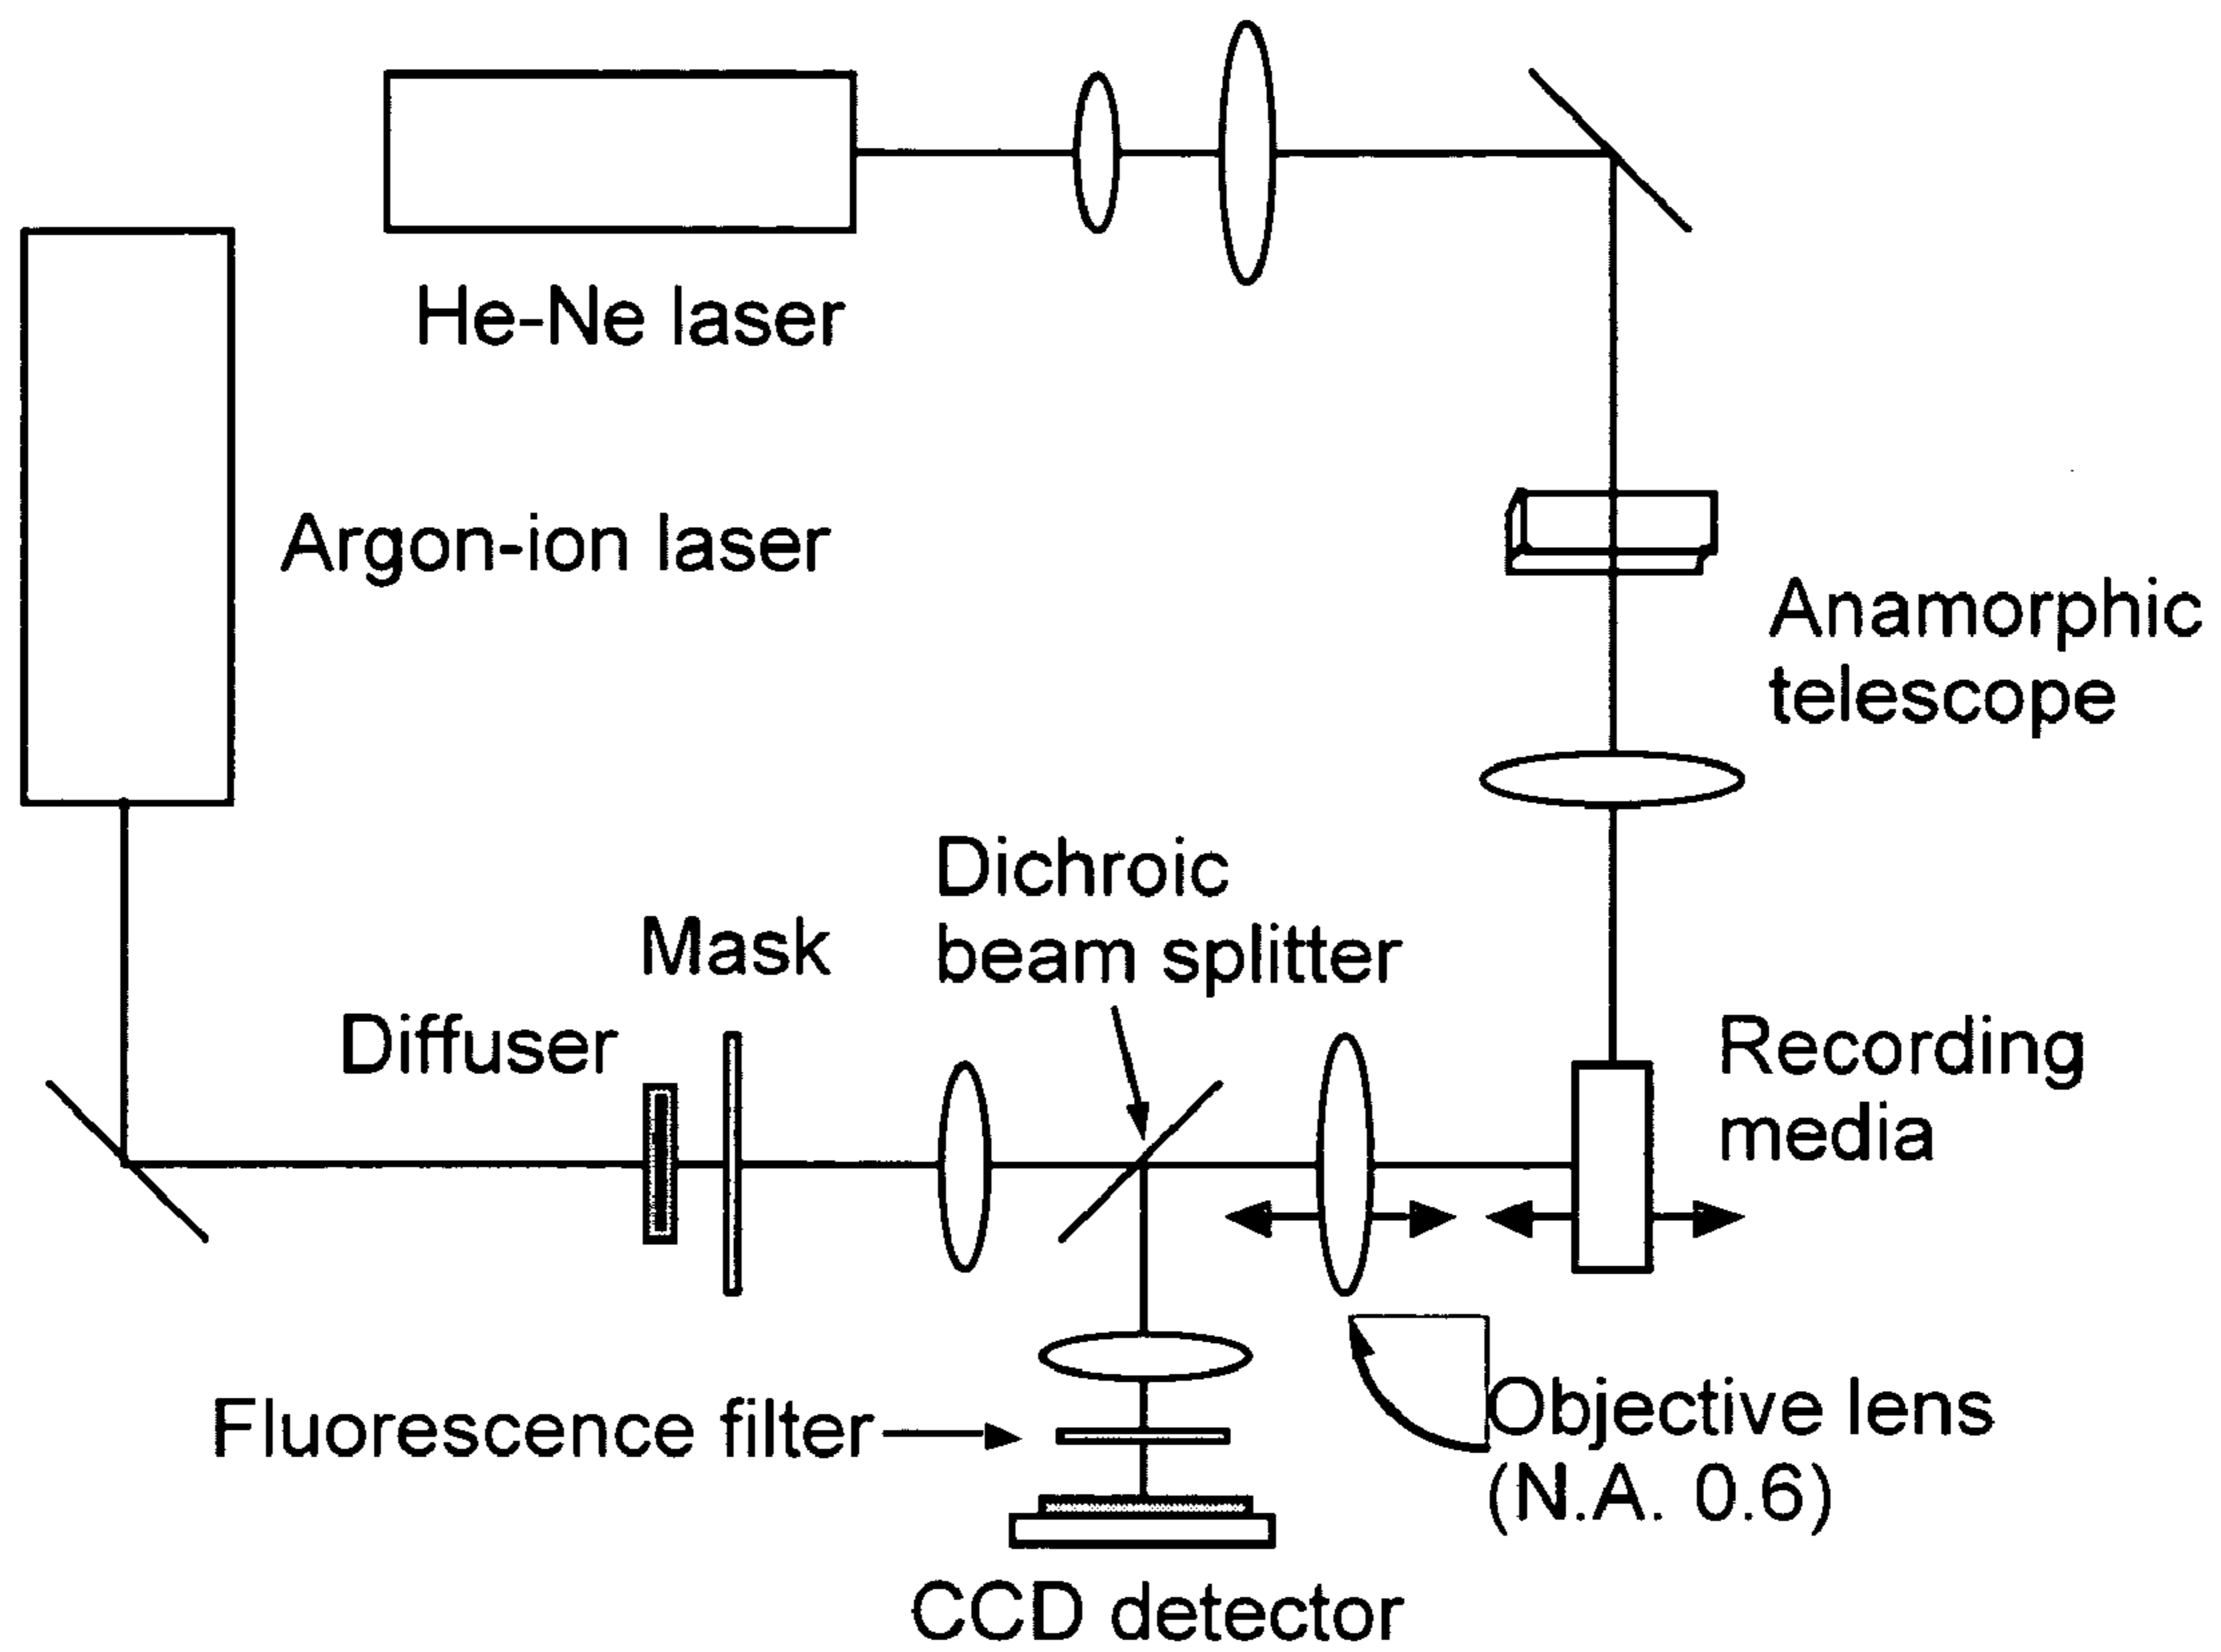 He-Ne laser
Argon-ion laser
Anamorphic
telescope
Dichroic
beam splitter
Mask
Diffuser
Recording
media
Objective lens
(N.A. 0.6)
Fluorescence filter
CCD detector